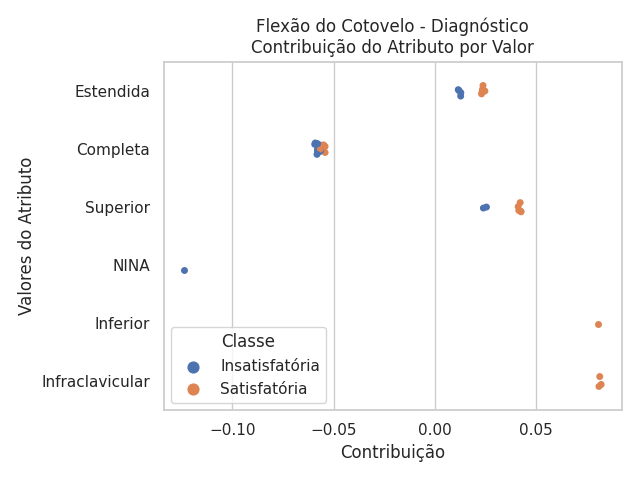 Flexão do Cotovelo - Diagnóstico
Contribuição do Atributo por Valor
Valores do Atributo
Estendida
Completa
Superior
NINA
Inferior
Infraclavicular
Classe
Insatisfatória
Satisfatória
−0.10
−0.05
0.00
0.05
Contribuição